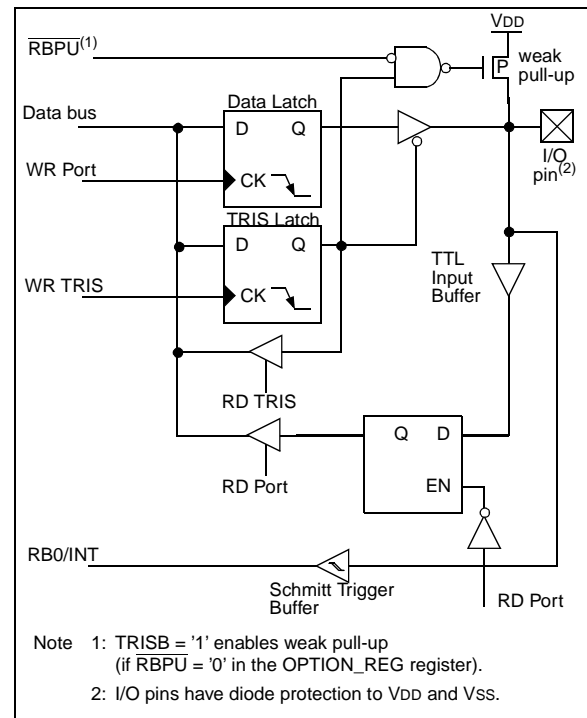 VDD
RBPU(1)
P
weak
pull-up
Data Latch
Data bus
D Q
I/O
pin(2)
WR Port
CK
TRIS Latch
D Q
TTL
Input
Buffer
WR TRIS
CK
RD TRIS
Q D
RD Port
EN
RB0/INT
Schmitt Trigger
Buffer
RD Port
Note 1: TRISB = '1' enables weak pull-up
(if RBPU = '0' in the OPTION_REG register).
2: I/O pins have diode protection to VDD and VSS.